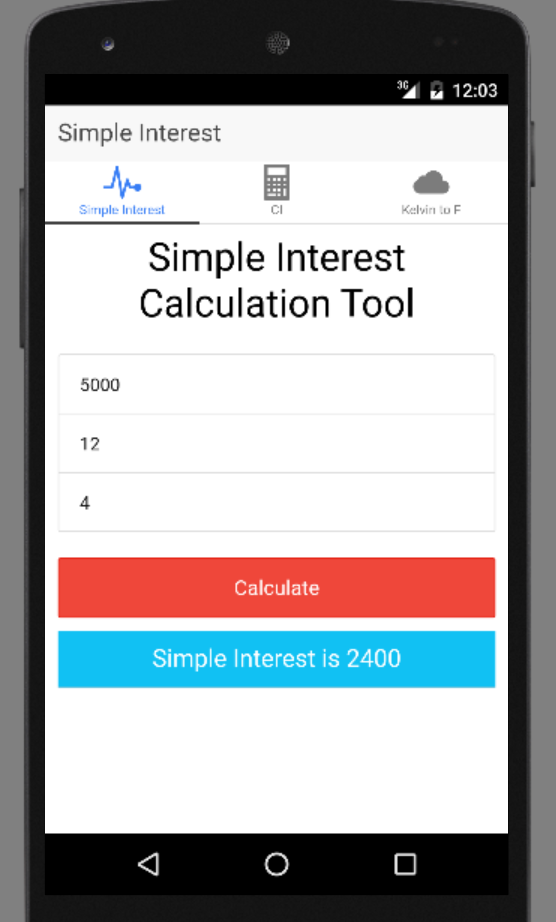 3G 12:03
Simple Interest
Simple Interest CI Kelvin to F
Simple Interest
Calculation Tool
5000
12
4
Calculate
Simple Interest is 2400